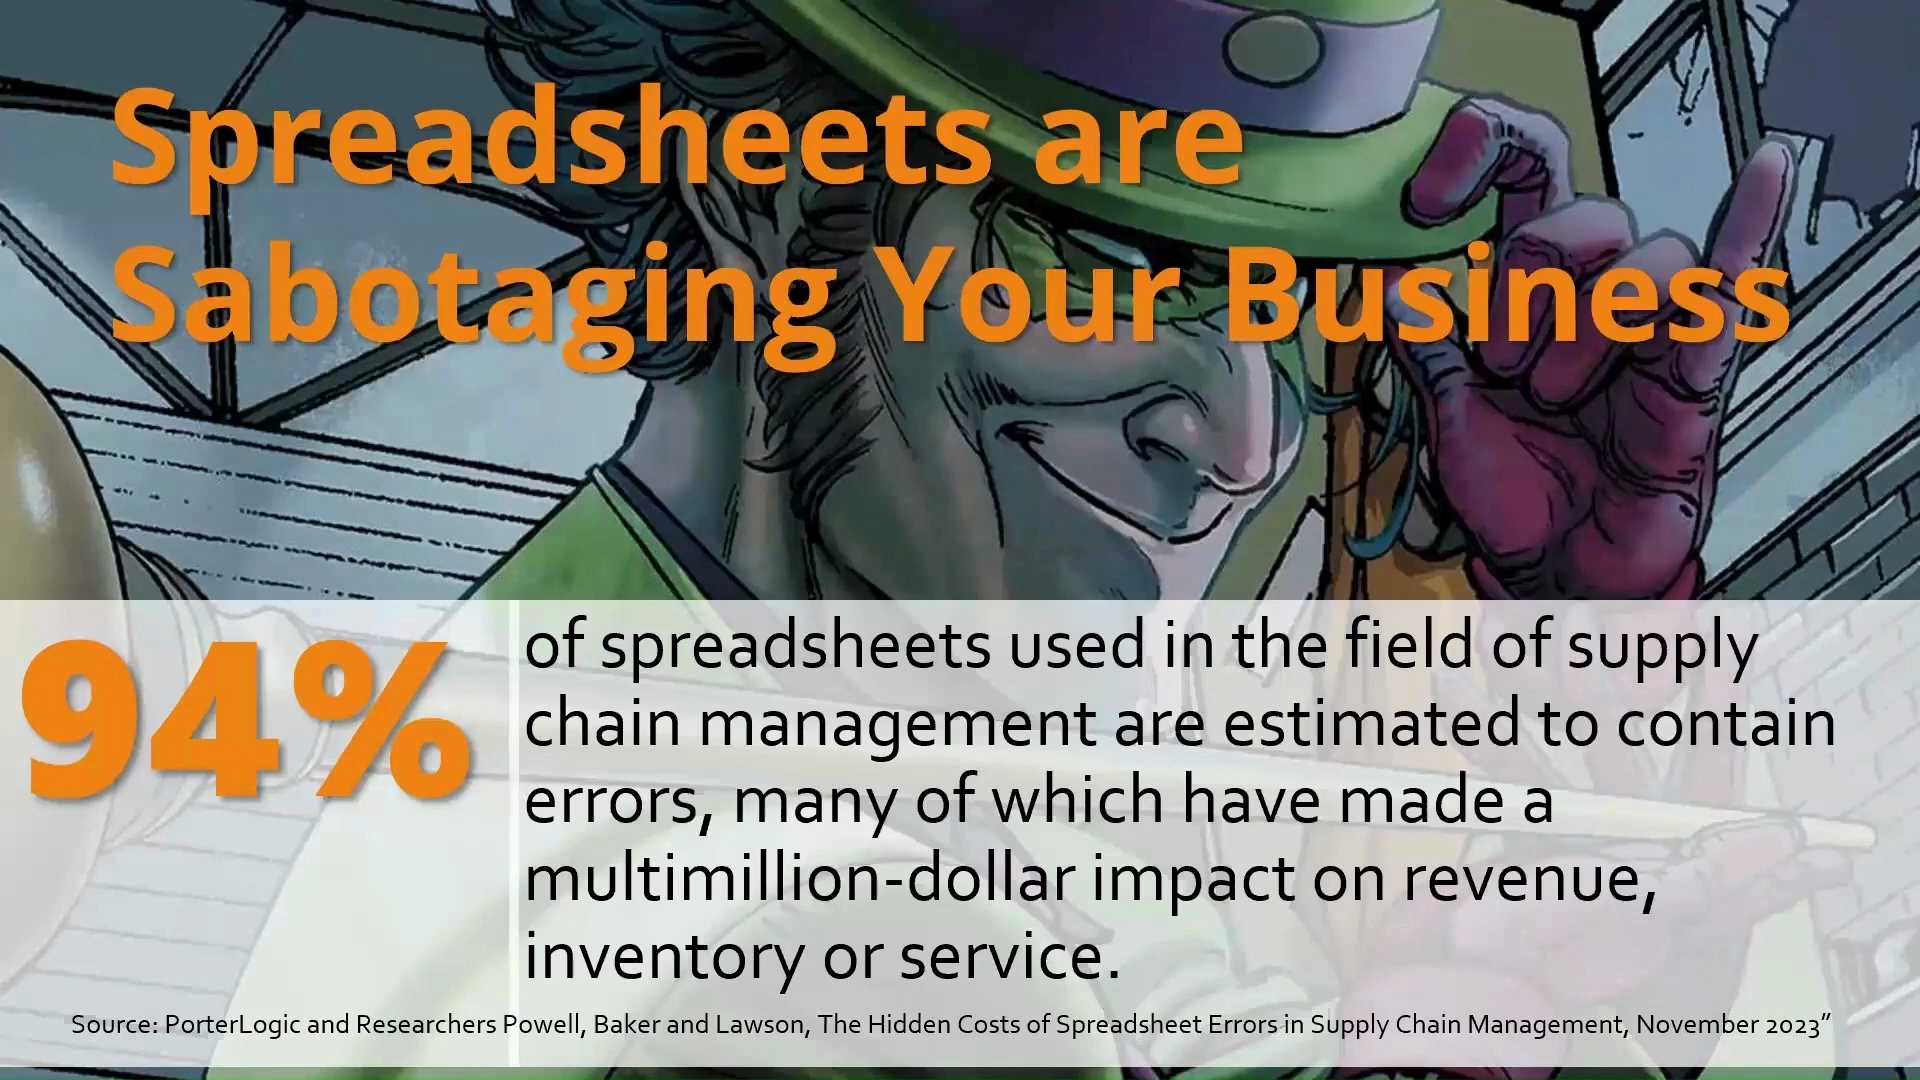 Spreadsheets are
Sabotaging Your Business
94%
of spreadsheets used in the field of supply
chain management are estimated to contain
errors, many of which have made a
multimillion-dollar impact on revenue,
inventory or service.
Source: PorterLogic and Researchers Powell, Baker and Lawson, The Hidden Costs of Spreadsheet Errors in Supply Chain Management, November 2023”